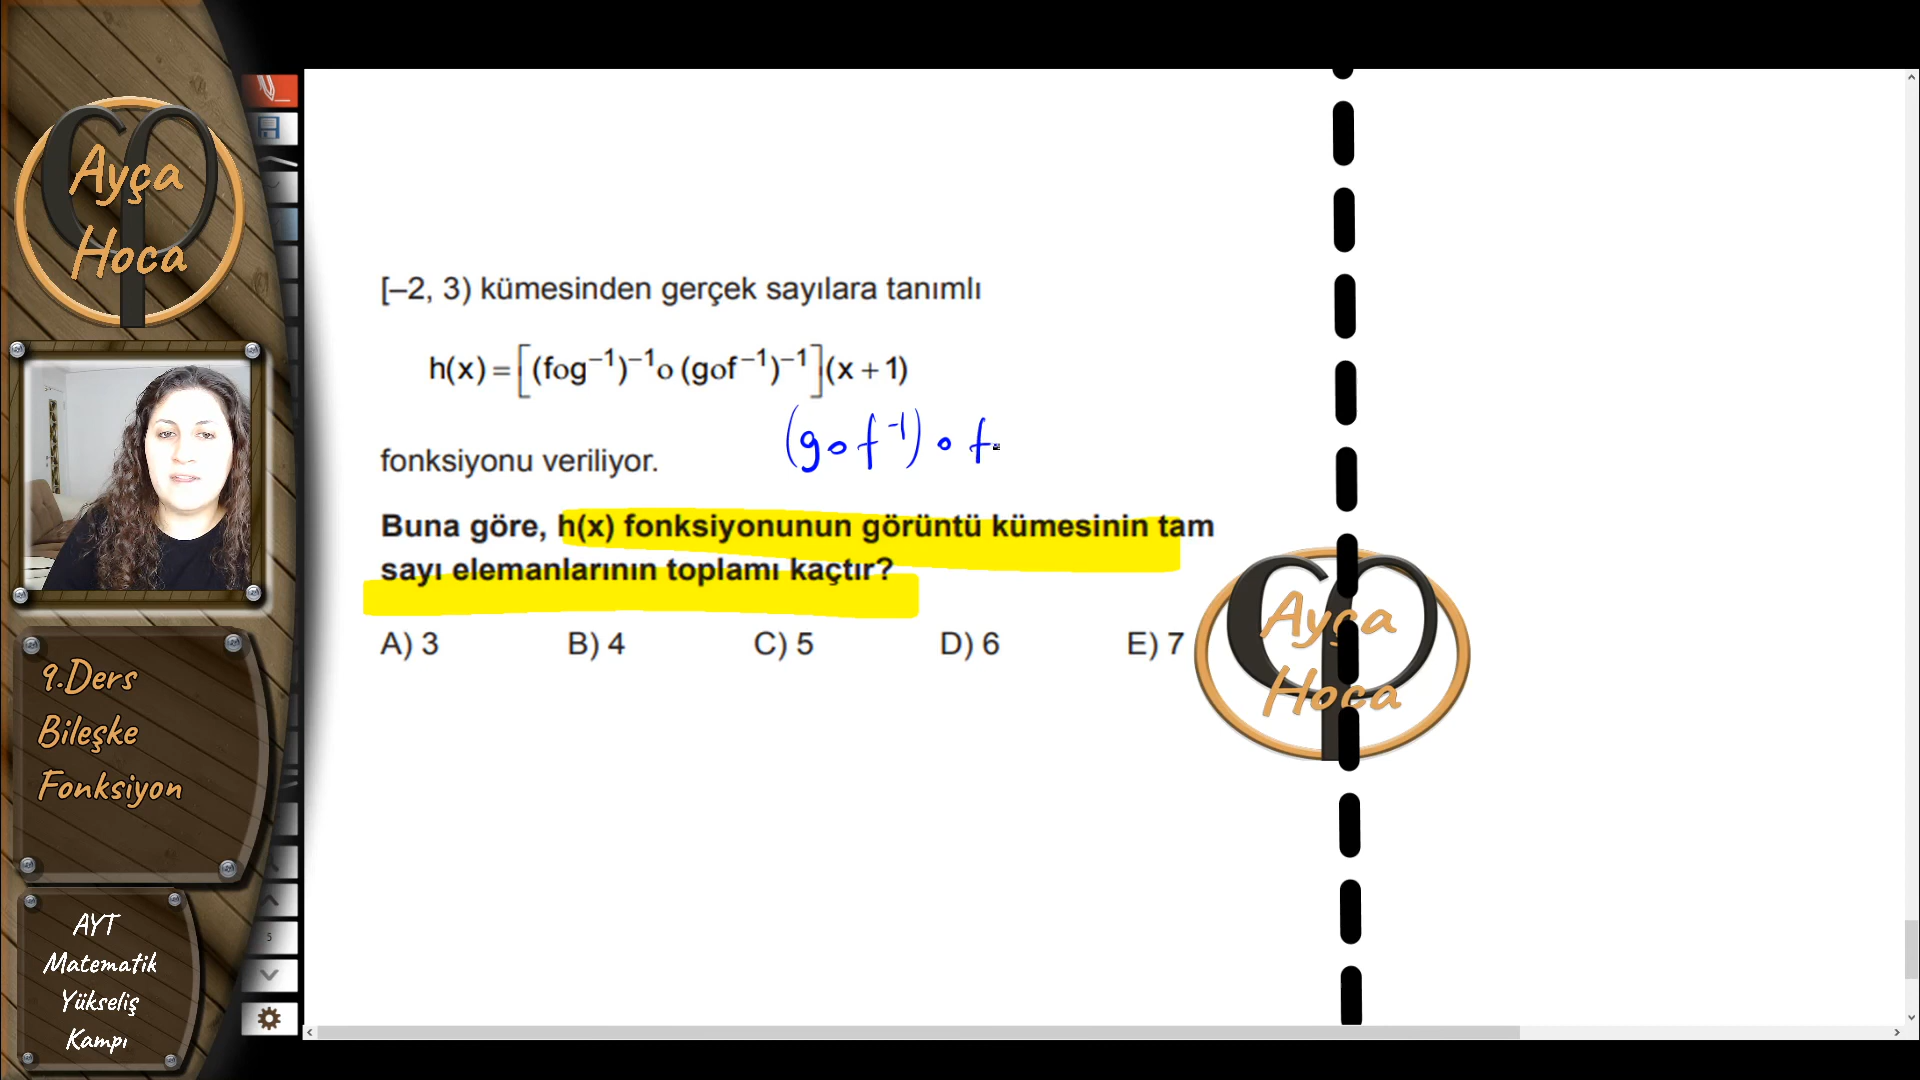 Ayça
Hoca
[–2, 3) kümesinden gerçek sayılara tanımlı
h(x) = [(fog⁻¹)⁻¹o (gof⁻¹)⁻¹](x + 1)
(gof⁻¹) o f
fonksiyonu veriliyor.
Buna göre, h(x) fonksiyonunun görüntü kümesinin tam
sayı elemanlarının toplamı kaçtır?
A) 3 B) 4 C) 5 D) 6 E) 7
Ayça
Hoca
9.Ders
Bileşke
Fonksiyon
AYT
Matematik
Yükseliş
Kampı
5